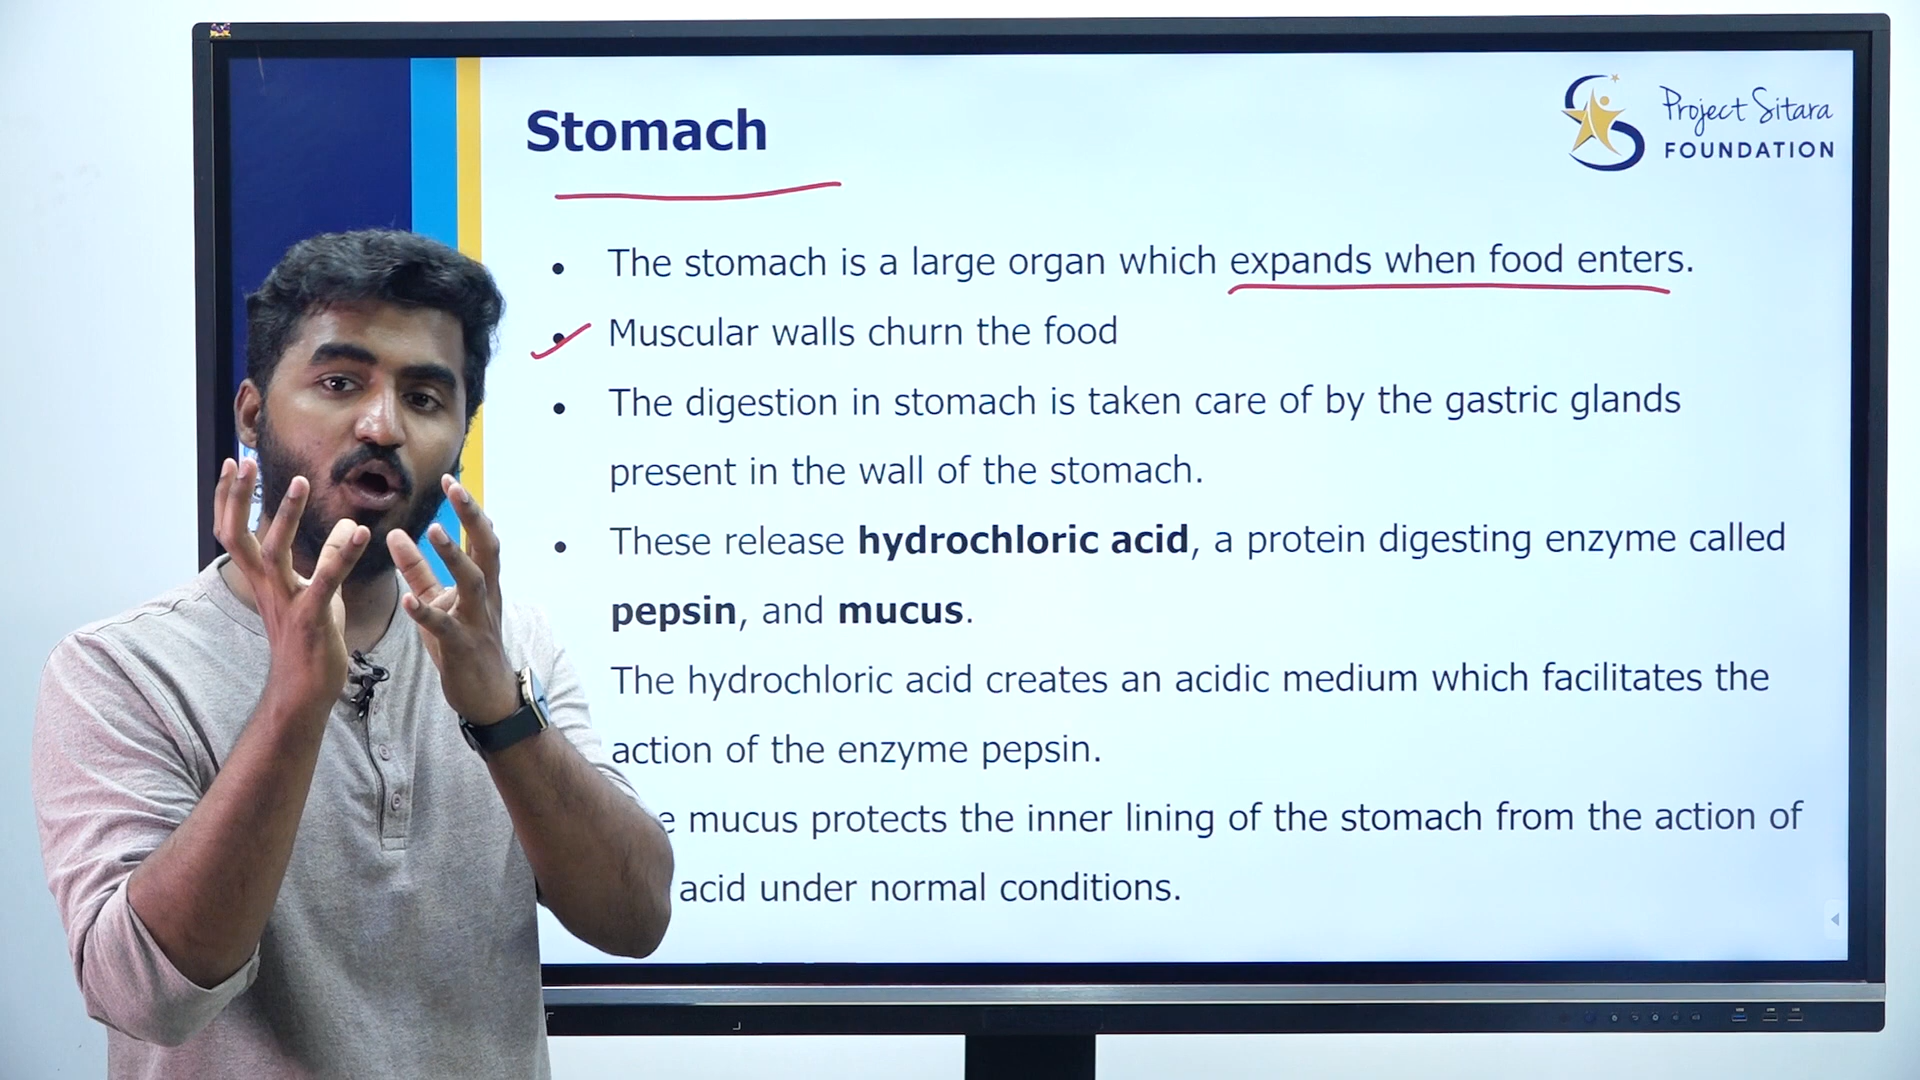 Stomach
Project Sitara
FOUNDATION
• The stomach is a large organ which expands when food enters.
• Muscular walls churn the food
• The digestion in stomach is taken care of by the gastric glands
present in the wall of the stomach.
• These release hydrochloric acid, a protein digesting enzyme called
pepsin, and mucus.
The hydrochloric acid creates an acidic medium which facilitates the
action of the enzyme pepsin.
mucus protects the inner lining of the stomach from the action of
acid under normal conditions.